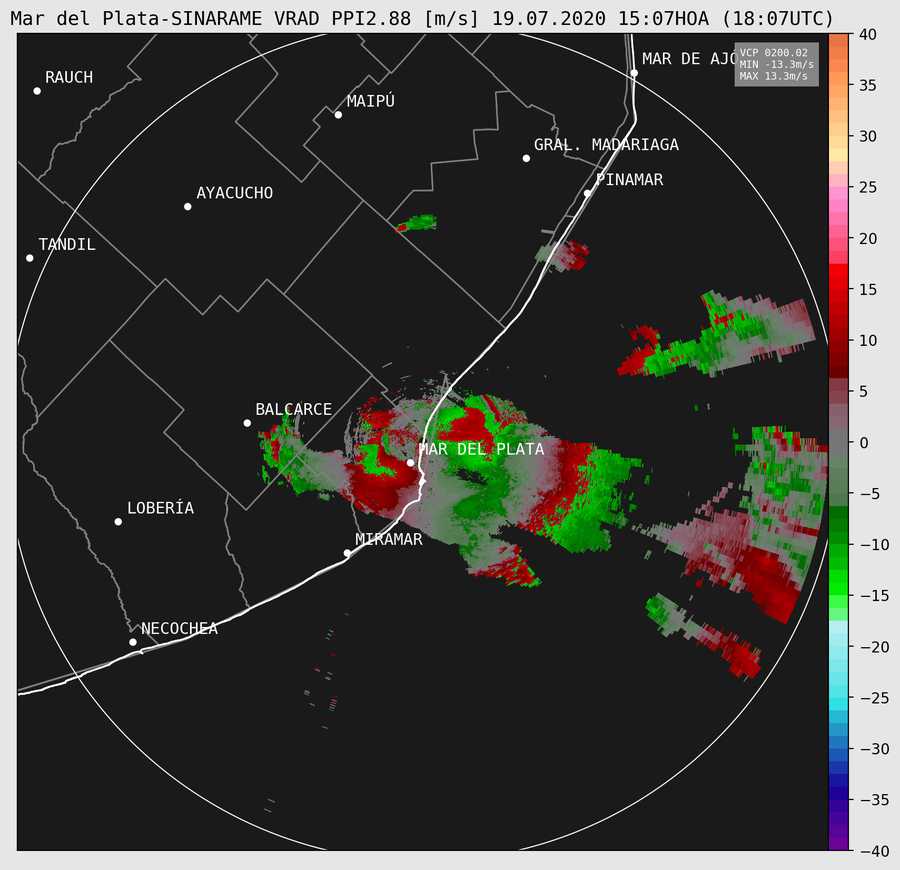 Mar del Plata-SINARAME VRAD PPI2.88 [m/s] 19.07.2020 15:07HOA (18:07UTC)
VCP 0200.02
MIN -13.3m/s
MAX 13.3m/s
MAR DE AJÓ
RAUCH
MAIPÚ
GRAL. MADARIAGA
PINAMAR
AYACUCHO
TANDIL
BALCARCE
MAR DEL PLATA
LOBERÍA
MIRAMAR
NECOCHEA
40
35
30
25
20
15
10
5
0
−5
−10
−15
−20
−25
−30
−35
−40